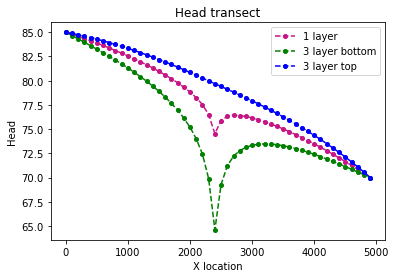 Head transect
85.0
82.5
80.0
77.5
75.0
72.5
70.0
67.5
65.0
Head
1 layer
3 layer bottom
3 layer top
0
1000
2000
3000
4000
5000
X location